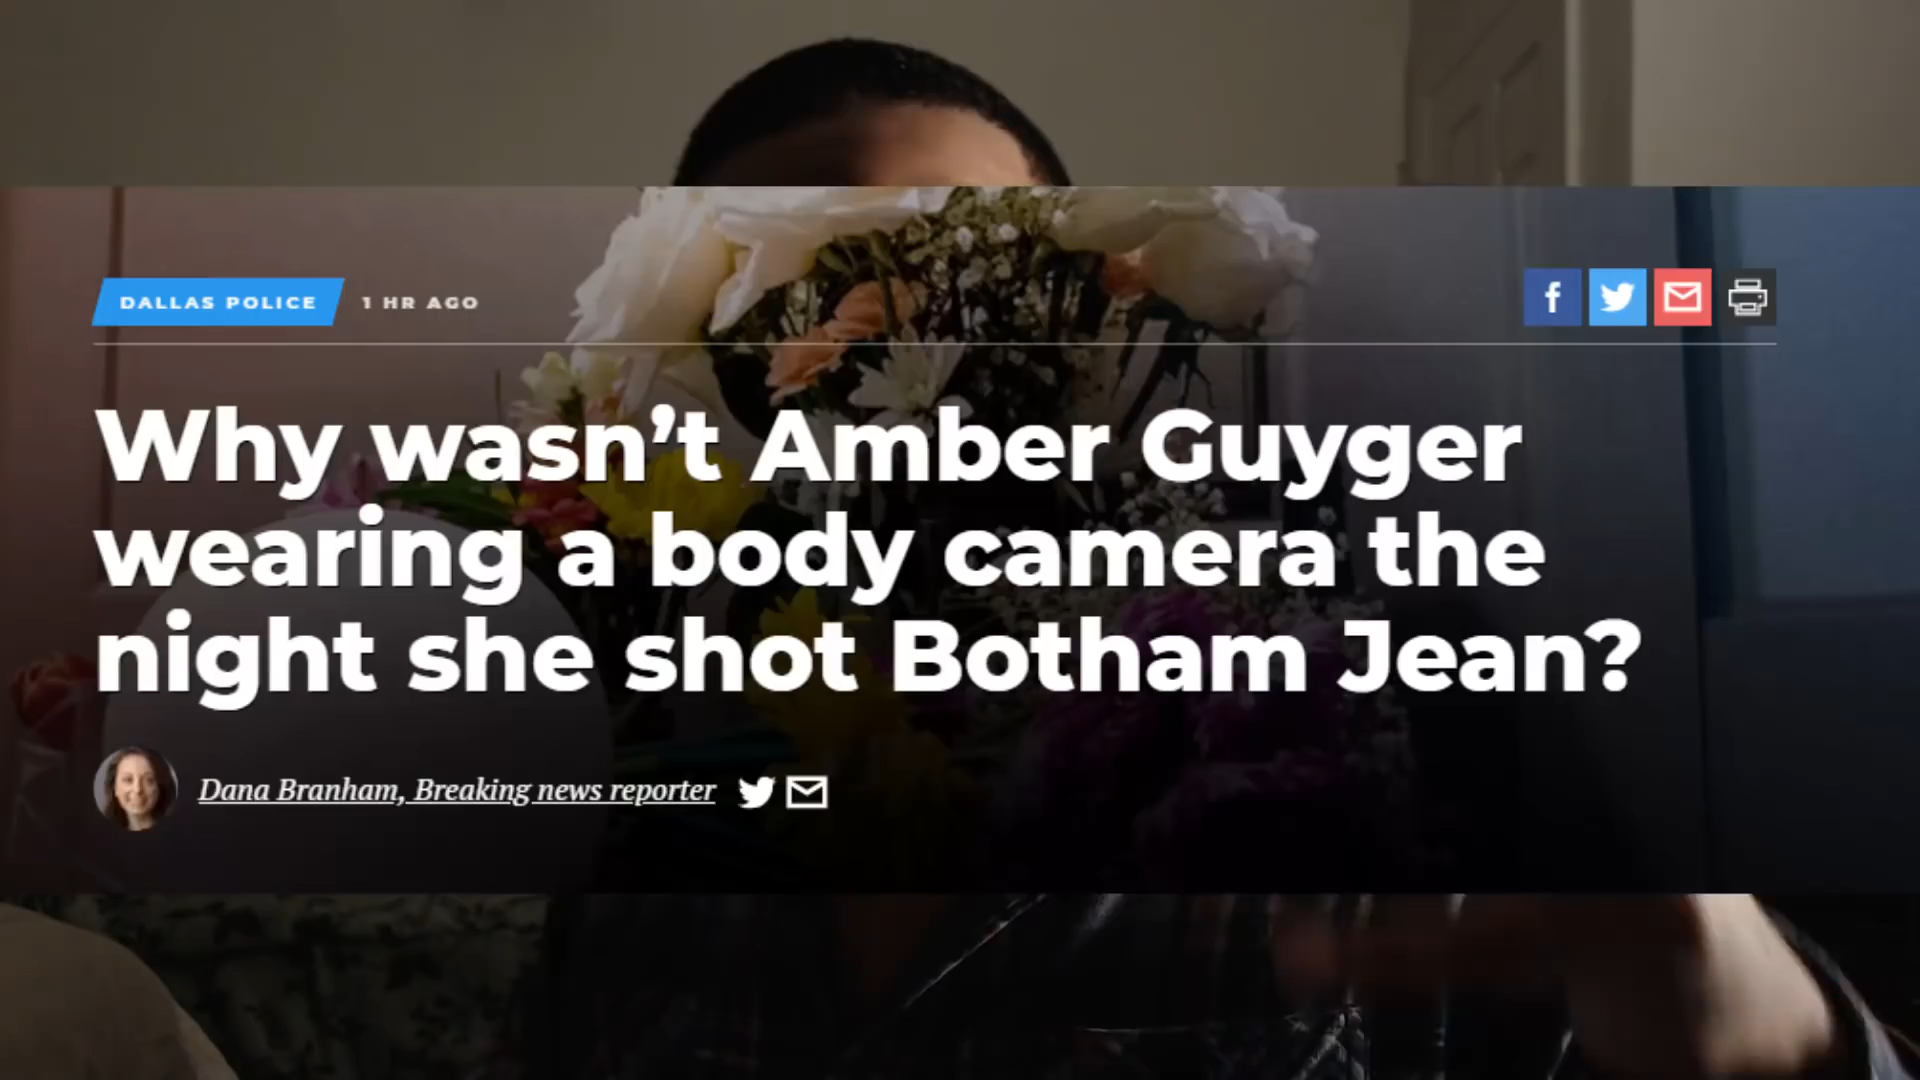 DALLAS POLICE 1 HR AGO
f
Why wasn’t Amber Guyger
wearing a body camera the
night she shot Botham Jean?
Dana Branham, Breaking news reporter